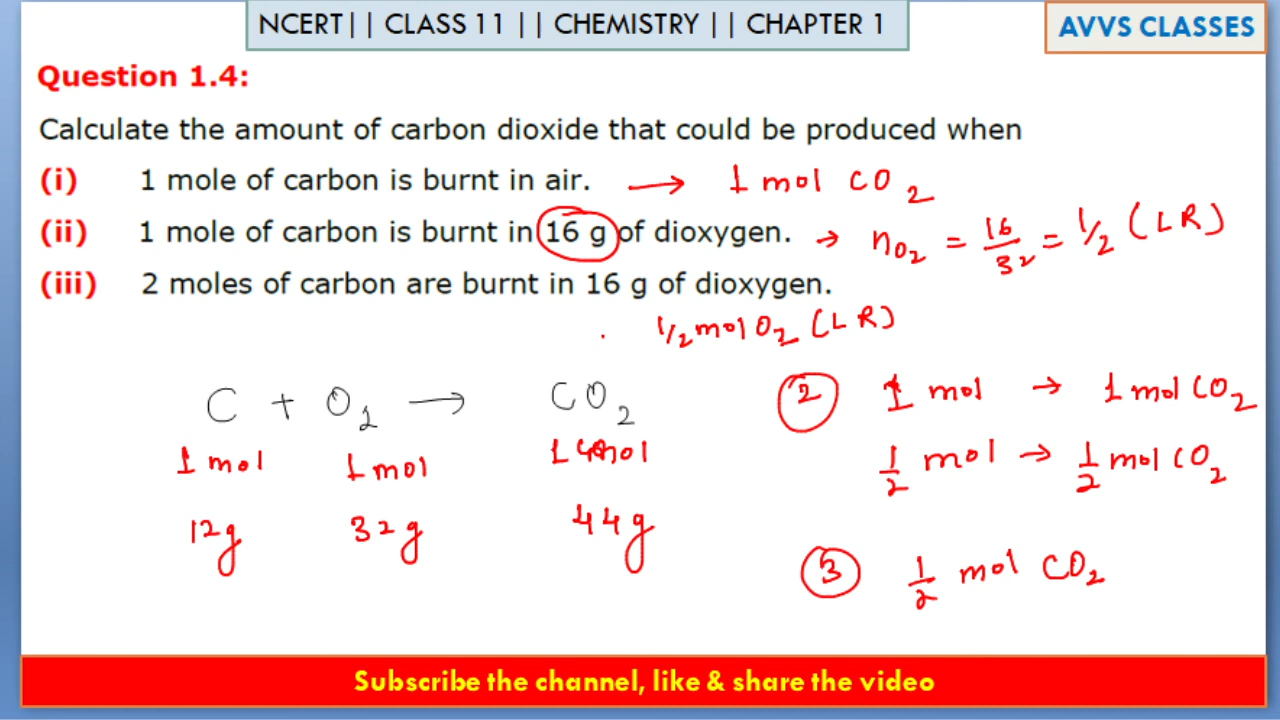 NCERT|| CLASS 11 || CHEMISTRY || CHAPTER 1
AVVS CLASSES
Question 1.4:
Calculate the amount of carbon dioxide that could be produced when
(i) 1 mole of carbon is burnt in air. → 1 mol CO2
(ii) 1 mole of carbon is burnt in 16 g of dioxygen. → nO2 = 16/32 = 1/2 (LR)
(iii) 2 moles of carbon are burnt in 16 g of dioxygen.
1/2 mol O2 (LR)
C + O2 → CO2
1 mol 1 mol 1 mol
12g 32g 44g
2 1 mol → 1 mol CO2
1/2 mol → 1/2 mol CO2
3 1/2 mol CO2
Subscribe the channel, like & share the video